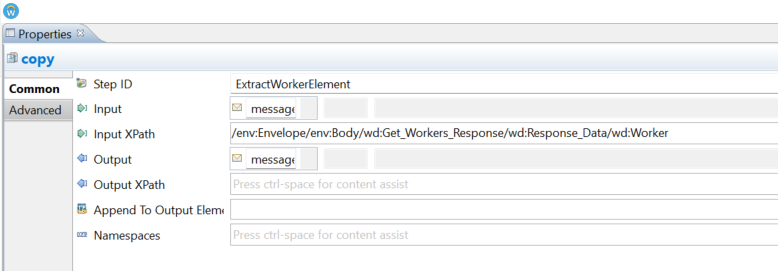 W
Properties
copy
Common
Advanced
Step ID
ExtractWorkerElement
Input
message
Input XPath
/env:Envelope/env:Body/wd:Get_Workers_Response/wd:Response_Data/wd:Worker
Output
message
Output XPath
Press ctrl-space for content assist
Append To Output Eleme
Namespaces
Press ctrl-space for content assist